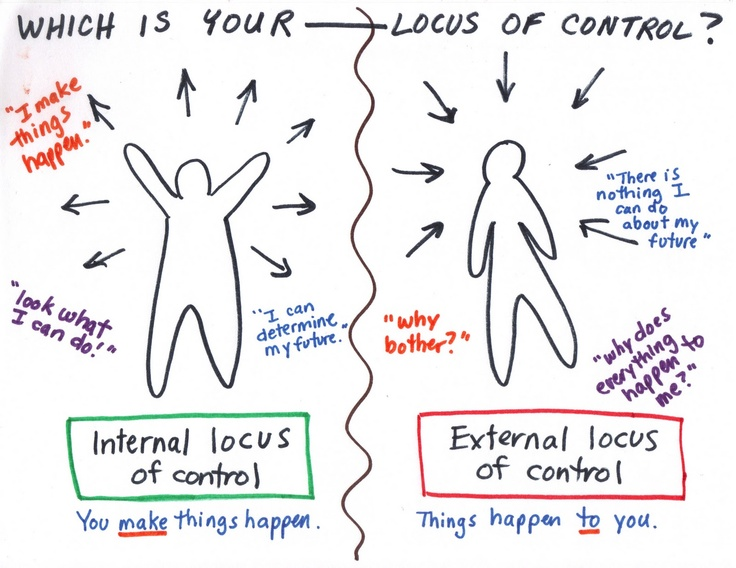 WHICH IS YOUR — LOCUS OF CONTROL?
"I make
things
happen."
"look what
I can do!"
"I can
determine
my future."
Internal locus
of control
You make things happen.
"There is
nothing I
can do
about my
future"
"why
bother?"
"why does
everything
happen to
me?"
External locus
of control
Things happen to you.